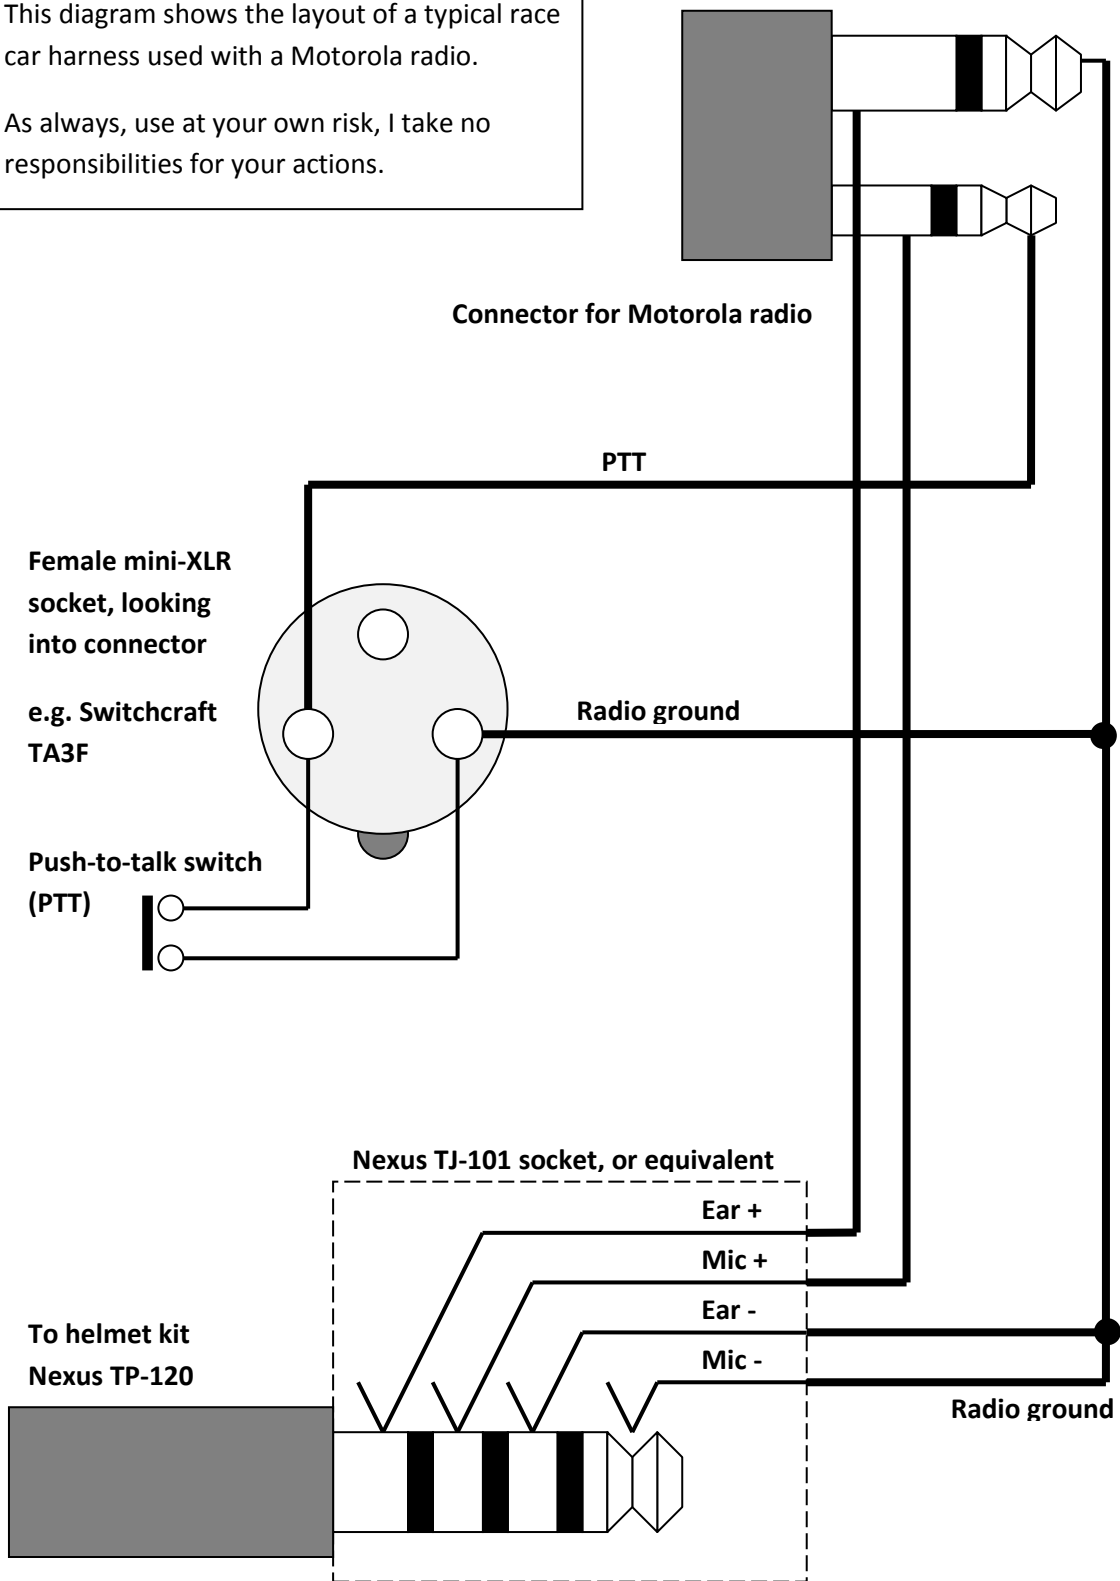 This diagram shows the layout of a typical race
car harness used with a Motorola radio.
As always, use at your own risk, I take no
responsibilities for your actions.
Connector for Motorola radio
PTT
Female mini-XLR
socket, looking
into connector
e.g. Switchcraft
TA3F
Radio ground
Push-to-talk switch
(PTT)
Nexus TJ-101 socket, or equivalent
Ear +
Mic +
Ear -
Mic -
To helmet kit
Nexus TP-120
Radio ground